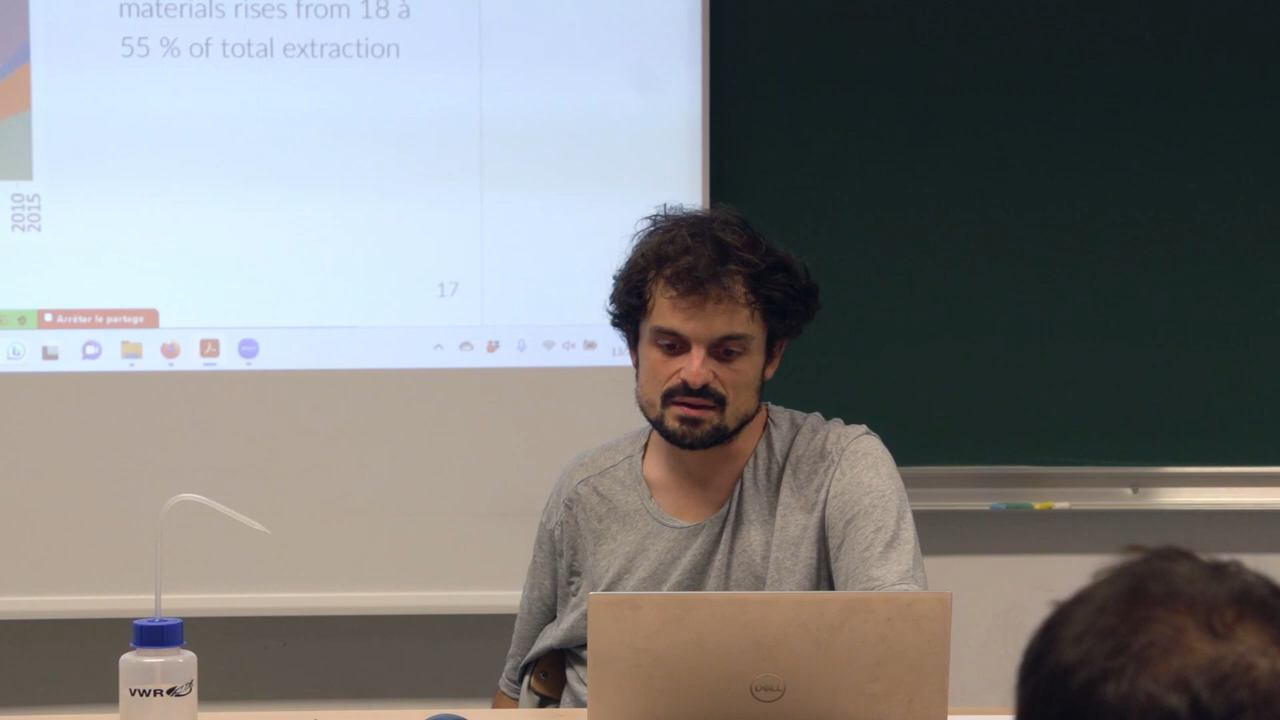 materials rises from 18 à
55 % of total extraction
2010
2015
17
Arrêter le partage
VWR
DELL